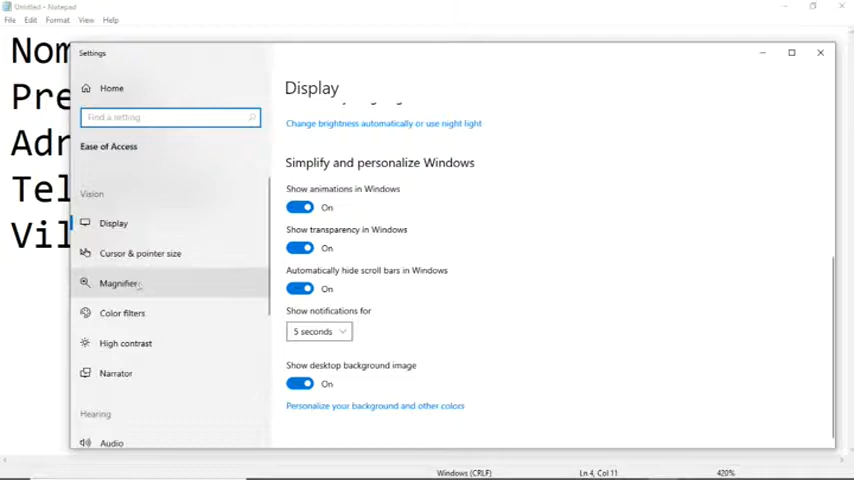 Untitled - Notepad
File Edit Format View Help
Nom
Pre
Adr
Tel
Vil
Settings
Home
Find a setting
Ease of Access
Vision
Display
Cursor & pointer size
Magnifier
Color filters
High contrast
Narrator
Hearing
Audio
Display
Change brightness automatically or use night light
Simplify and personalize Windows
Show animations in Windows
On
Show transparency in Windows
On
Automatically hide scroll bars in Windows
On
Show notifications for
5 seconds
Show desktop background image
On
Personalize your background and other colors
Windows (CRLF) Ln 4, Col 11 420%